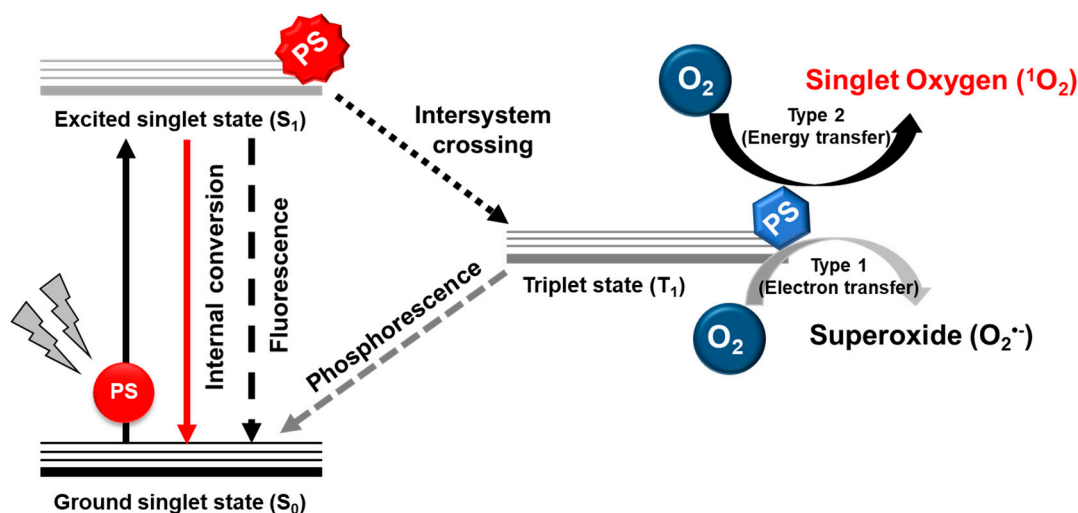 PS
Excited singlet state (S₁)
Intersystem
crossing
O₂
Singlet Oxygen (¹O₂)
Type 2
(Energy transfer)
Internal conversion
Fluorescence
PS
Triplet state (T₁)
Type 1
(Electron transfer)
O₂
Superoxide (O₂•-)
Phosphorescence
PS
Ground singlet state (S₀)